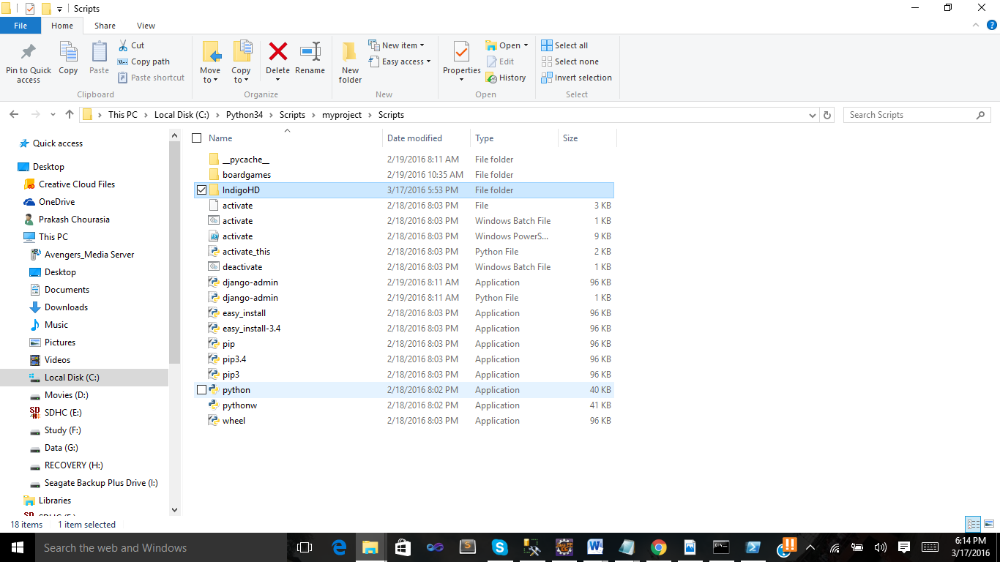 Scripts
File Home Share View
Pin to Quick access
Copy
Paste
Cut
Copy path
Paste shortcut
Move to
Copy to
Delete
Rename
New folder
New item
Easy access
Properties
Open
Edit
History
Select all
Select none
Invert selection
Clipboard Organize New Open Select
This PC Local Disk (C:) Python34 Scripts myproject Scripts
Search Scripts
Quick access
Desktop
Creative Cloud Files
OneDrive
Prakash Chourasia
This PC
Avengers_Media Server
Desktop
Documents
Downloads
Music
Pictures
Videos
Local Disk (C:)
Movies (D:)
SDHC (E:)
Study (F:)
Data (G:)
RECOVERY (H:)
Seagate Backup Plus Drive (I:)
Libraries
Name Date modified Type Size
__pycache__ 2/19/2016 8:11 AM File folder
boardgames 2/19/2016 10:35 AM File folder
IndigoHD 3/17/2016 5:53 PM File folder
activate 2/18/2016 8:03 PM File 3 KB
activate 2/18/2016 8:03 PM Windows Batch File 1 KB
activate 2/18/2016 8:03 PM Windows PowerS... 9 KB
activate_this 2/18/2016 8:03 PM Python File 2 KB
deactivate 2/18/2016 8:03 PM Windows Batch File 1 KB
django-admin 2/19/2016 8:11 AM Application 96 KB
django-admin 2/19/2016 8:11 AM Python File 1 KB
easy_install 2/18/2016 8:03 PM Application 96 KB
easy_install-3.4 2/18/2016 8:03 PM Application 96 KB
pip 2/18/2016 8:03 PM Application 96 KB
pip3.4 2/18/2016 8:03 PM Application 96 KB
pip3 2/18/2016 8:03 PM Application 96 KB
python 2/18/2016 8:02 PM Application 40 KB
pythonw 2/18/2016 8:02 PM Application 41 KB
wheel 2/18/2016 8:03 PM Application 96 KB
18 items 1 item selected
Search the web and Windows
6:14 PM
3/17/2016